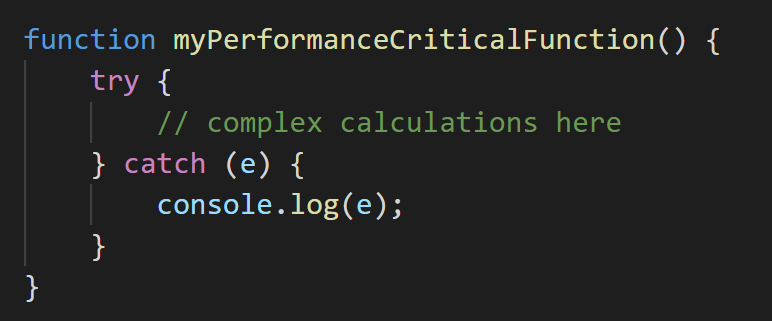 function myPerformanceCriticalFunction() {
    try {
        // complex calculations here
    } catch (e) {
        console.log(e);
    }
}